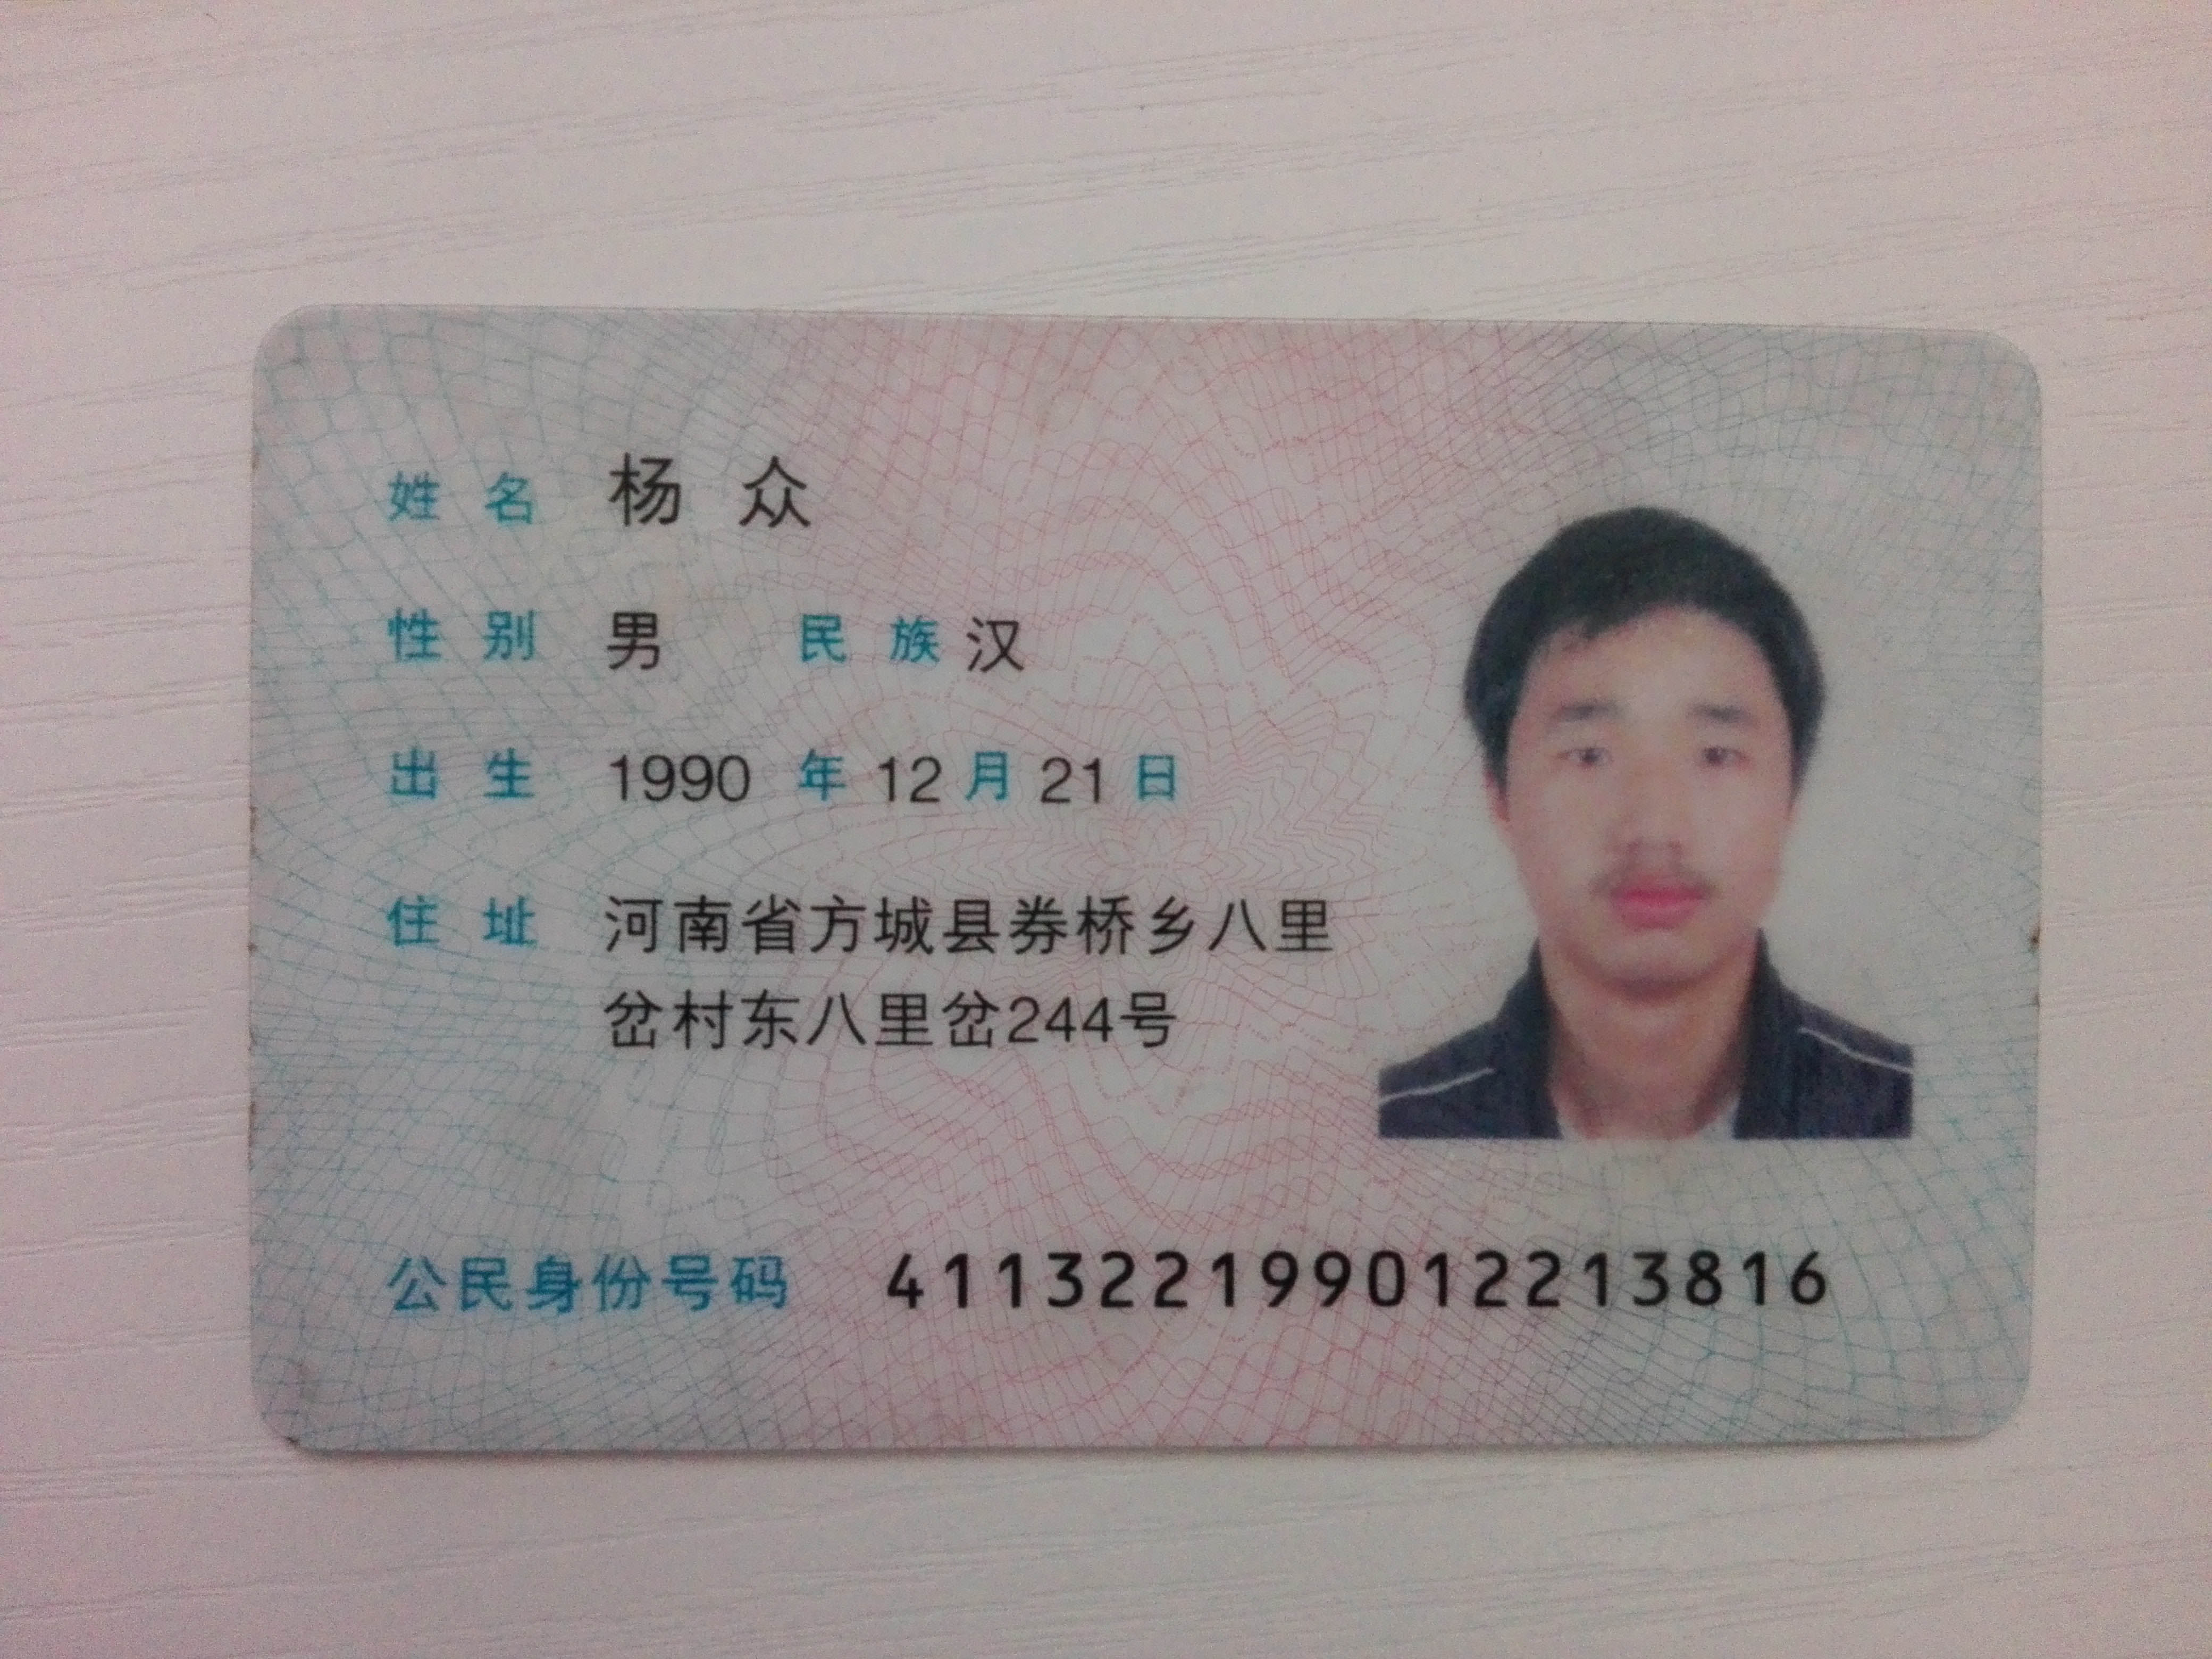 姓名 杨众
性别 男 民族 汉
出生 1990 年 12 月 21 日
住址 河南省方城县券桥乡八里
岔村东八里岔244号
公民身份号码 411322199012213816